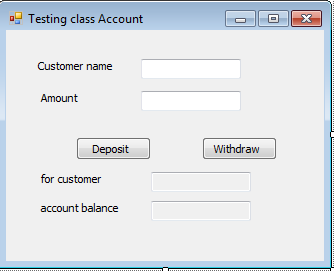 Testing class Account
Customer name
Amount
Deposit Withdraw
for customer
account balance